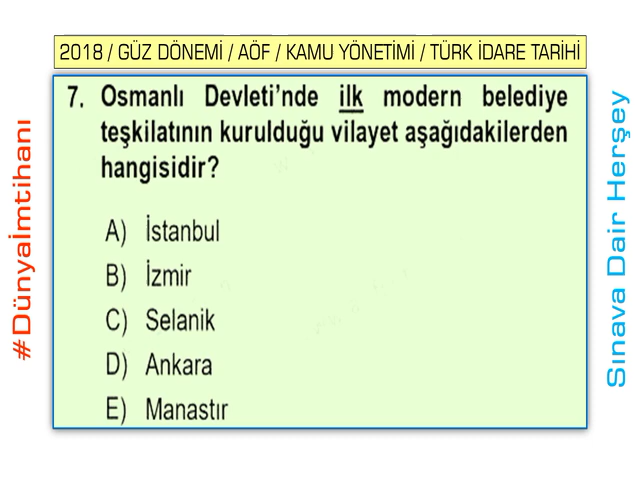 2018 / GÜZ DÖNEMİ / AÖF / KAMU YÖNETİMİ / TÜRK İDARE TARİHİ
#Dünyaİmtihanı
7. Osmanlı Devleti'nde ilk modern belediye
teşkilatının kurulduğu vilayet aşağıdakilerden
hangisidir?
A) İstanbul
B) İzmir
C) Selanik
D) Ankara
E) Manastır
Sınava Dair Herşey